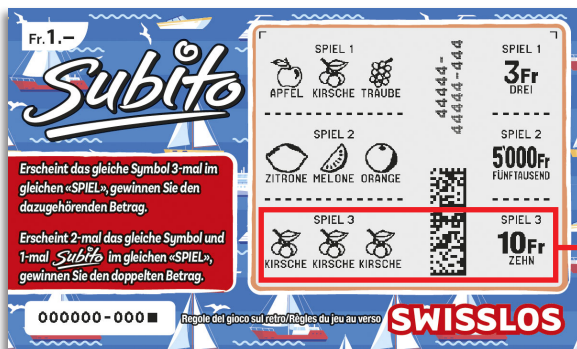 Fr. 1.–
Subito
Erscheint das gleiche Symbol 3-mal im
gleichen «SPIEL», gewinnen Sie den
dazugehörenden Betrag.
Erscheint 2-mal das gleiche Symbol und
1-mal Subito im gleichen «SPIEL»,
gewinnen Sie den doppelten Betrag.
000000-000■
Regole del gioco sul retro/Règles du jeu au verso
SWISSLOS
SPIEL 1
APFEL KIRSCHE TRAUBE
SPIEL 1
3Fr
DREI
SPIEL 2
ZITRONE MELONE ORANGE
SPIEL 2
5'000Fr
FÜNFTAUSEND
SPIEL 3
KIRSCHE KIRSCHE KIRSCHE
SPIEL 3
10Fr
ZEHN
44444-
44444-444